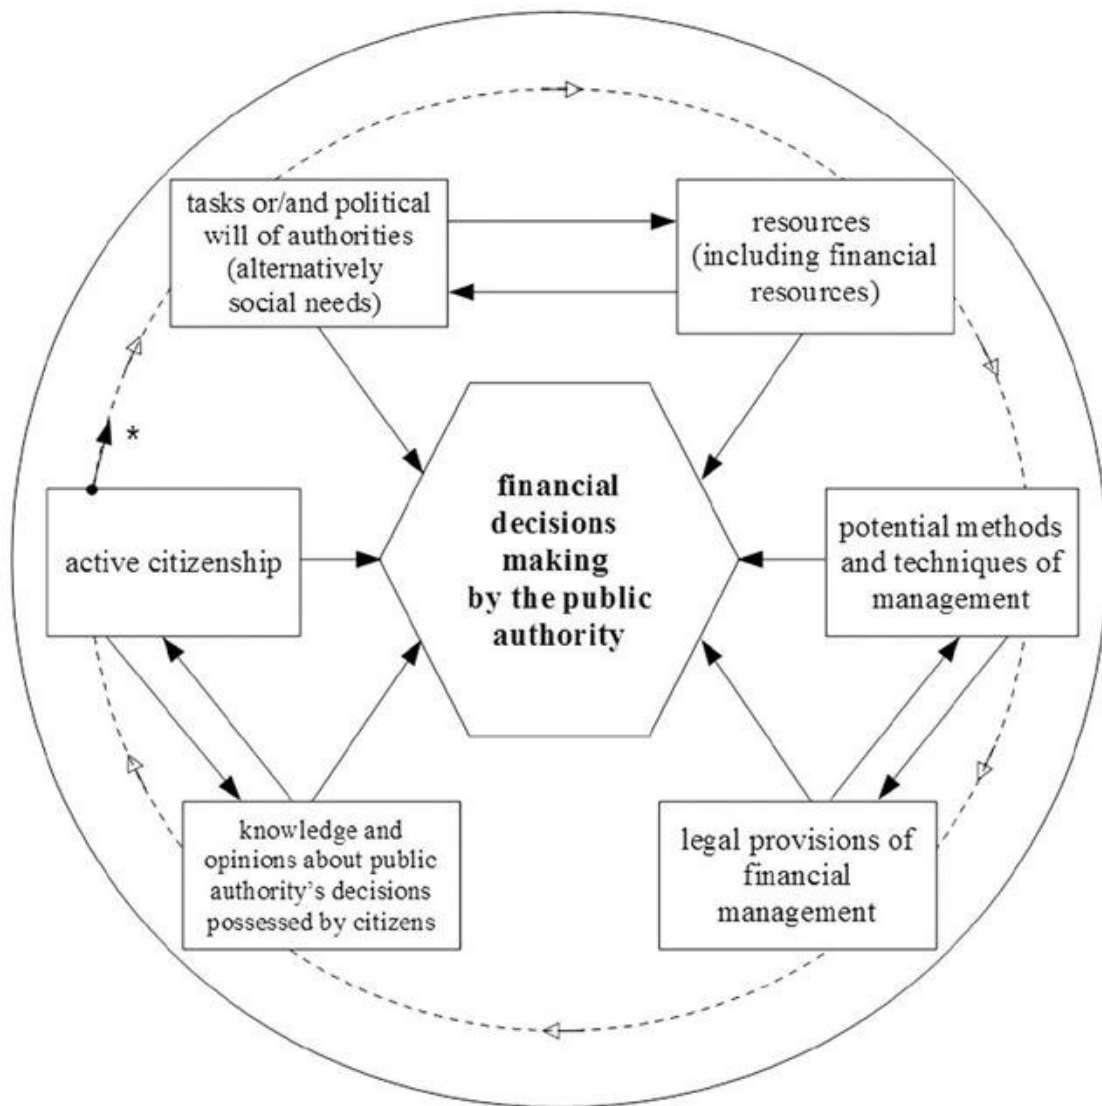 tasks or/and political
will of authorities
(alternatively
social needs)
resources
(including financial
resources)
*
active citizenship
financial
decisions
making
by the public
authority
potential methods
and techniques of
management
knowledge and
opinions about public
authority's decisions
possessed by citizens
legal provisions of
financial
management